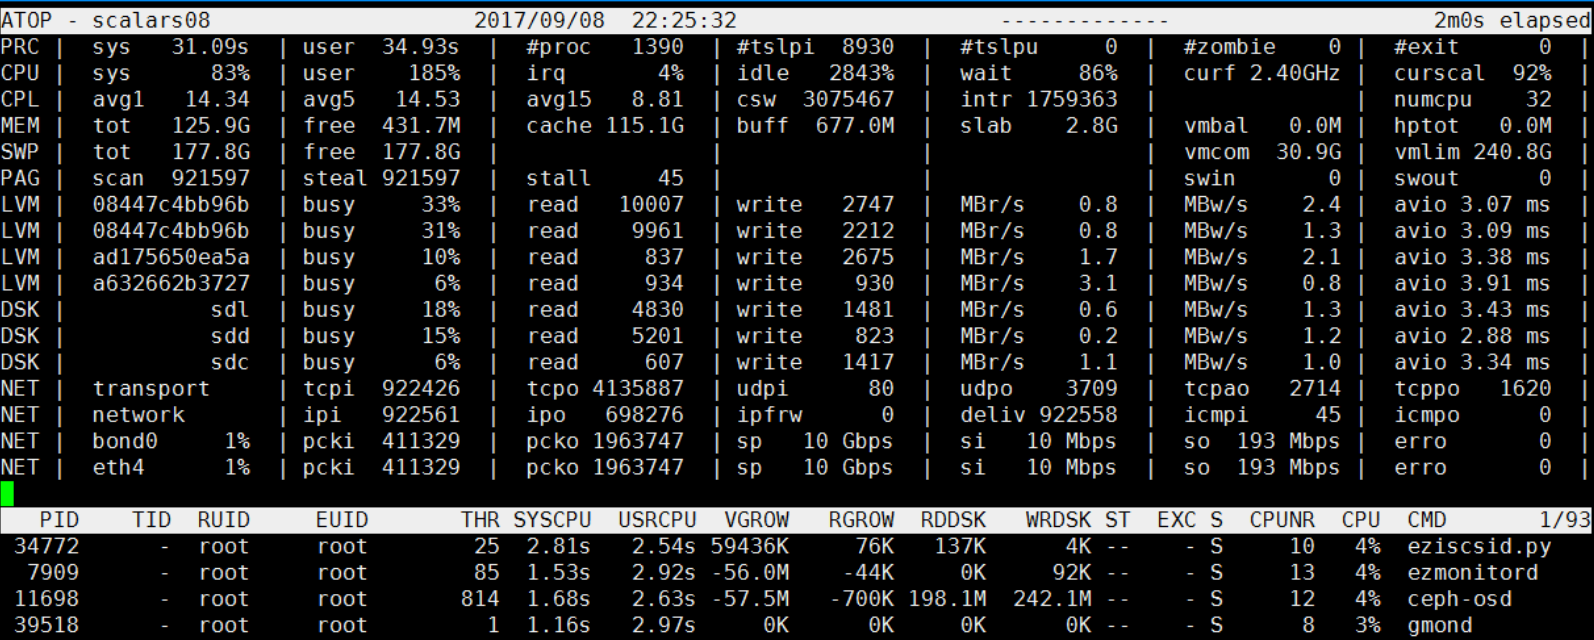 ATOP - scalars08 2017/09/08 22:25:32 ------------- 2m0s elapsed
PRC | sys 31.09s | user 34.93s | #proc 1390 | #tslpi 8930 | #tslpu 0 | #zombie 0 | #exit 0 |
CPU | sys 83% | user 185% | irq 4% | idle 2843% | wait 86% | curf 2.40GHz | curscal 92% |
CPL | avg1 14.34 | avg5 14.53 | avg15 8.81 | csw 3075467 | intr 1759363 | | numcpu 32 |
MEM | tot 125.9G | free 431.7M | cache 115.1G | buff 677.0M | slab 2.8G | vmbal 0.0M | hptot 0.0M |
SWP | tot 177.8G | free 177.8G | | | | vmcom 30.9G | vmlim 240.8G |
PAG | scan 921597 | steal 921597 | stall 45 | | | swin 0 | swout 0 |
LVM | 08447c4bb96b | busy 33% | read 10007 | write 2747 | MBr/s 0.8 | MBw/s 2.4 | avio 3.07 ms |
LVM | 08447c4bb96b | busy 31% | read 9961 | write 2212 | MBr/s 0.8 | MBw/s 1.3 | avio 3.09 ms |
LVM | ad175650ea5a | busy 10% | read 837 | write 2675 | MBr/s 1.7 | MBw/s 2.1 | avio 3.38 ms |
LVM | a632662b3727 | busy 6% | read 934 | write 930 | MBr/s 3.1 | MBw/s 0.8 | avio 3.91 ms |
DSK | sdl | busy 18% | read 4830 | write 1481 | MBr/s 0.6 | MBw/s 1.3 | avio 3.43 ms |
DSK | sdd | busy 15% | read 5201 | write 823 | MBr/s 0.2 | MBw/s 1.2 | avio 2.88 ms |
DSK | sdc | busy 6% | read 607 | write 1417 | MBr/s 1.1 | MBw/s 1.0 | avio 3.34 ms |
NET | transport | tcpi 922426 | tcpo 4135887 | udpi 80 | udpo 3709 | tcpao 2714 | tcppo 1620 |
NET | network | ipi 922561 | ipo 698276 | ipfrw 0 | deliv 922558 | icmpi 45 | icmpo 0 |
NET | bond0 1% | pcki 411329 | pcko 1963747 | sp 10 Gbps | si 10 Mbps | so 193 Mbps | erro 0 |
NET | eth4 1% | pcki 411329 | pcko 1963747 | sp 10 Gbps | si 10 Mbps | so 193 Mbps | erro 0 |
PID TID RUID EUID THR SYSCPU USRCPU VGROW RGROW RDDSK WRDSK ST EXC S CPUNR CPU CMD 1/93
34772 - root root 25 2.81s 2.54s 59436K 76K 137K 4K -- - S 10 4% eziscsid.py
7909 - root root 85 1.53s 2.92s -56.0M -44K 0K 92K -- - S 13 4% ezmonitord
11698 - root root 814 1.68s 2.63s -57.5M -700K 198.1M 242.1M -- - S 12 4% ceph-osd
39518 - root root 1 1.16s 2.97s 0K 0K 0K 0K -- - S 8 3% gmond